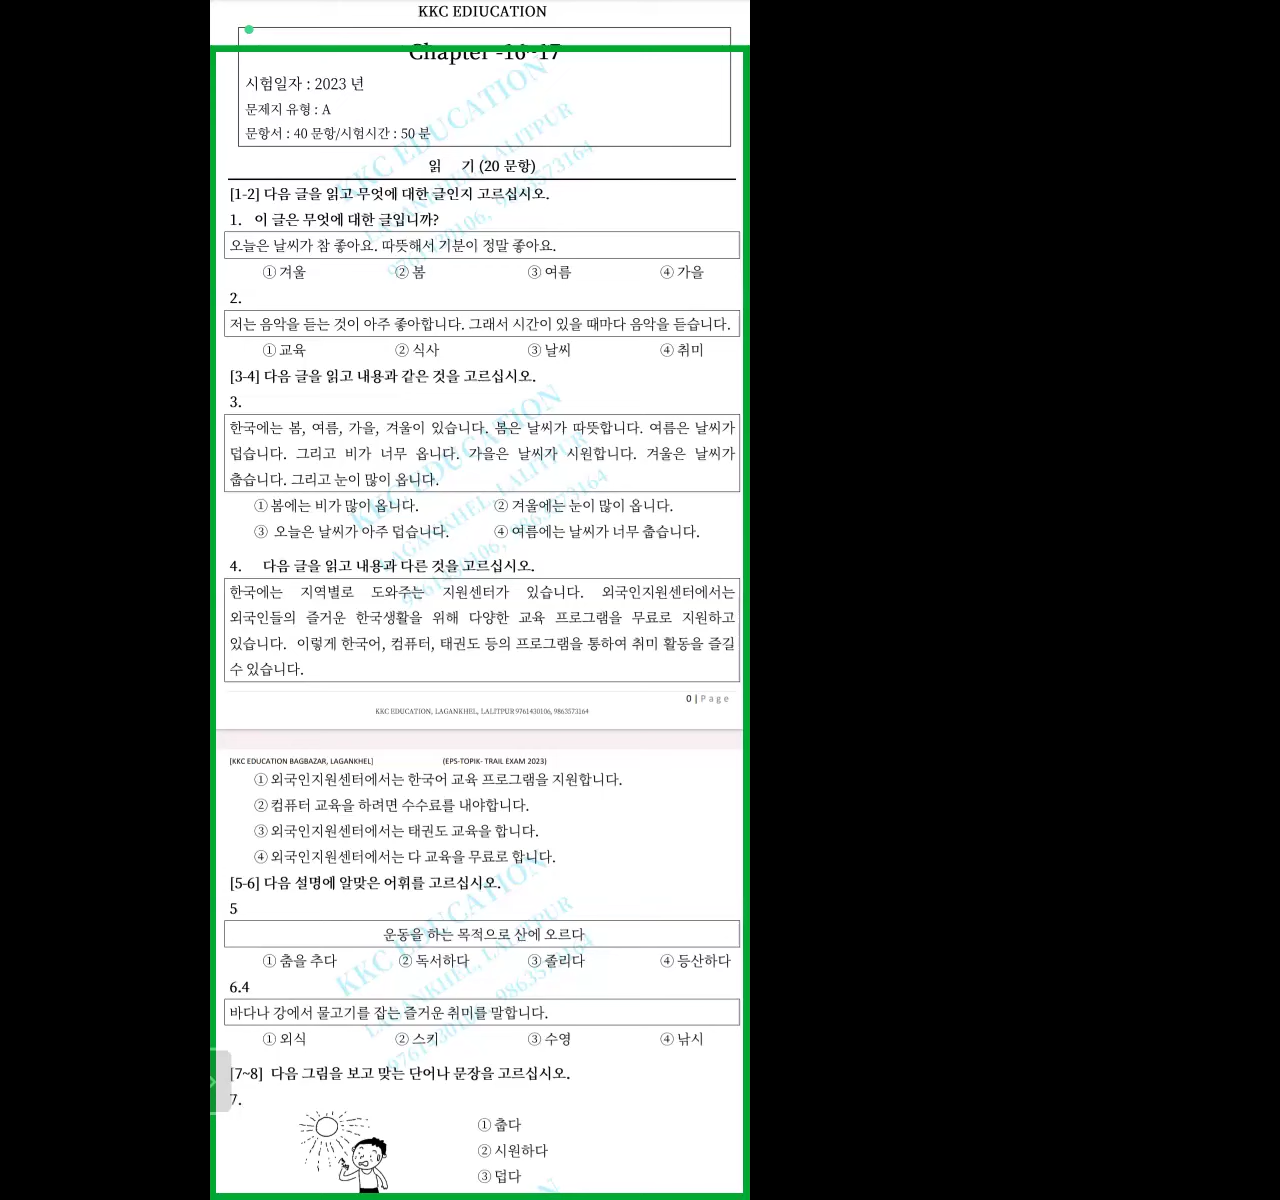 KKC EDIUCATION
Chapter -16~17
시험일자 : 2023 년
문제지 유형 : A
문항서 : 40 문항/시험시간 : 50 분
읽 기 (20 문항)
[1-2] 다음 글을 읽고 무엇에 대한 글인지 고르십시오.
1. 이 글은 무엇에 대한 글입니까?
오늘은 날씨가 참 좋아요. 따뜻해서 기분이 정말 좋아요.
① 겨울 ② 봄 ③ 여름 ④ 가을
2.
저는 음악을 듣는 것이 아주 좋아합니다. 그래서 시간이 있을 때마다 음악을 듣습니다.
① 교육 ② 식사 ③ 날씨 ④ 취미
[3-4] 다음 글을 읽고 내용과 같은 것을 고르십시오.
3.
한국에는 봄, 여름, 가을, 겨울이 있습니다. 봄은 날씨가 따뜻합니다. 여름은 날씨가
덥습니다. 그리고 비가 너무 옵니다. 가을은 날씨가 시원합니다. 겨울은 날씨가
춥습니다. 그리고 눈이 많이 옵니다.
① 봄에는 비가 많이 옵니다. ② 겨울에는 눈이 많이 옵니다.
③ 오늘은 날씨가 아주 덥습니다. ④ 여름에는 날씨가 너무 춥습니다.
4. 다음 글을 읽고 내용과 다른 것을 고르십시오.
한국에는 지역별로 도와주는 지원센터가 있습니다. 외국인지원센터에서는
외국인들의 즐거운 한국생활을 위해 다양한 교육 프로그램을 무료로 지원하고
있습니다. 이렇게 한국어, 컴퓨터, 태권도 등의 프로그램을 통하여 취미 활동을 즐길
수 있습니다.
0 | Page
KKC EDUCATION, LAGANKHEL, LALITPUR 9761430106, 9863573164
[KKC EDUCATION BAGBAZAR, LAGANKHEL] (EPS-TOPIK- TRAIL EXAM 2023)
① 외국인지원센터에서는 한국어 교육 프로그램을 지원합니다.
② 컴퓨터 교육을 하려면 수수료를 내야합니다.
③ 외국인지원센터에서는 태권도 교육을 합니다.
④ 외국인지원센터에서는 다 교육을 무료로 합니다.
[5-6] 다음 설명에 알맞은 어휘를 고르십시오.
5
운동을 하는 목적으로 산에 오르다
① 춤을 추다 ② 독서하다 ③ 졸리다 ④ 등산하다
6.4
바다나 강에서 물고기를 잡는 즐거운 취미를 말합니다.
① 외식 ② 스키 ③ 수영 ④ 낚시
[7~8] 다음 그림을 보고 맞는 단어나 문장을 고르십시오.
7.
① 춥다
② 시원하다
③ 덥다
KKC EDUCATION
LAGANKHEL, LALITPUR
9761430106, 9863573164
KKC EDUCATION
LAGANKHEL, LALITPUR
9761430106, 9863573164
KKC EDUCATION
LAGANKHEL, LALITPUR
9761430106, 9863573164